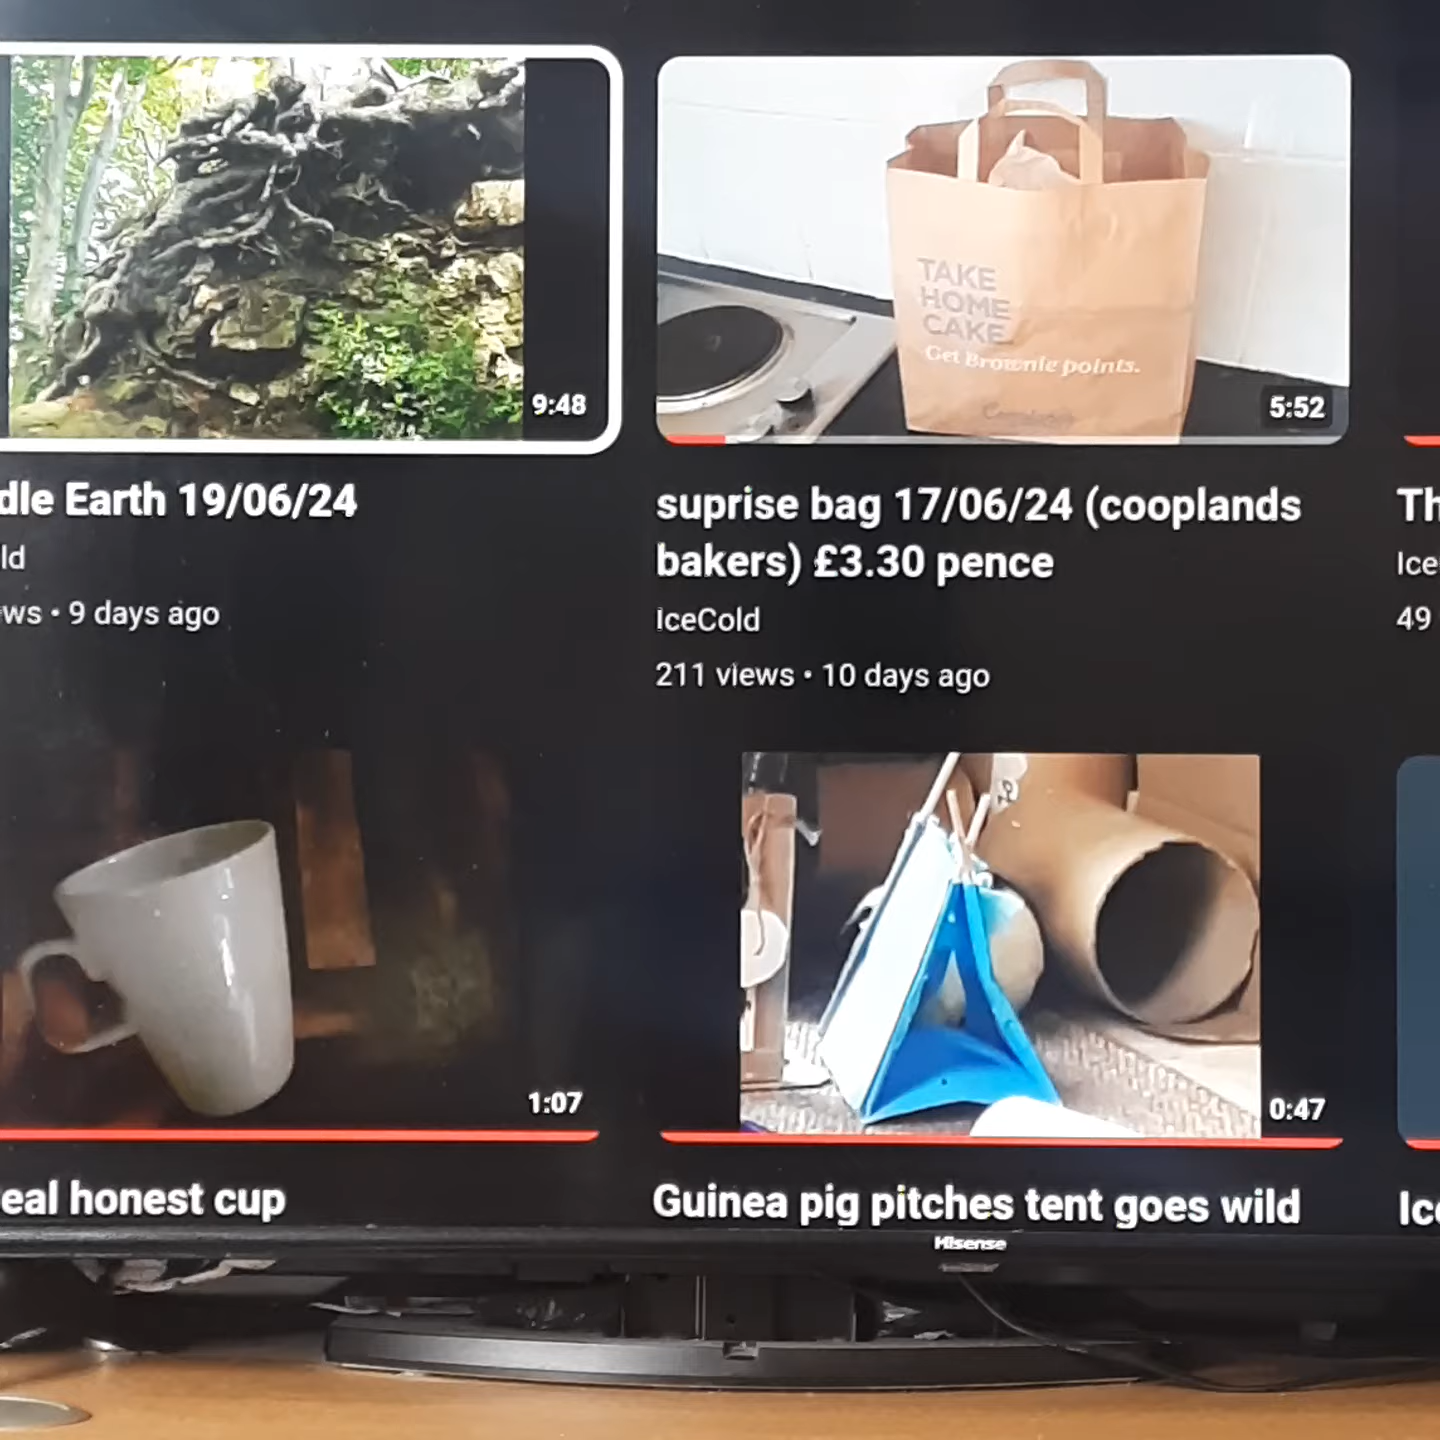 TAKE
HOME
CAKE
Get Brownie points.
9:48
5:52
dle Earth 19/06/24
ld
ws • 9 days ago
suprise bag 17/06/24 (cooplands
bakers) £3.30 pence
IceCold
211 views • 10 days ago
Th
Ice
49
1:07
0:47
eal honest cup
Guinea pig pitches tent goes wild
Ice
Hisense